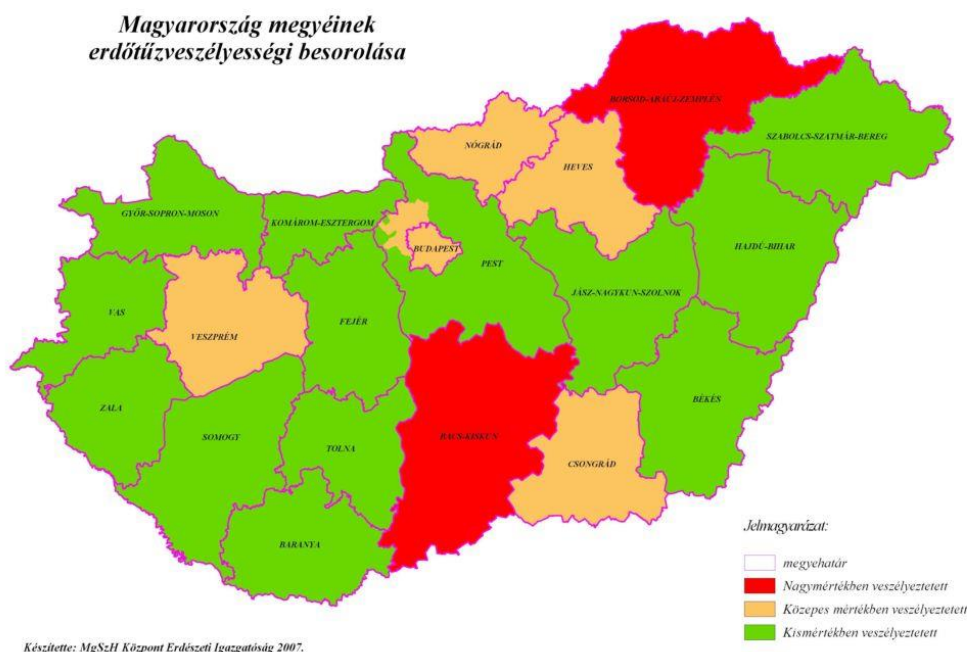 Magyarország megyéinek
erdőtűzveszélyességi besorolása
BORSOD-ABAÚJ-ZEMPLÉN
SZABOLCS-SZATMÁR-BEREG
NÓGRÁD
HEVES
GYŐR-SOPRON-MOSON
KOMÁROM-ESZTERGOM
BUDAPEST
PEST
HAJDÚ-BIHAR
JÁSZ-NAGYKUN-SZOLNOK
VAS
VESZPRÉM
FEJÉR
ZALA
SOMOGY
TOLNA
BÁCS-KISKUN
BÉKÉS
CSONGRÁD
BARANYA
Jelmagyarázat:
megyehatár
Nagymértékben veszélyeztetett
Közepes mértékben veszélyeztetett
Kismértékben veszélyeztetett
Készítette: MgSzH Központ Erdészeti Igazgatóság 2007.